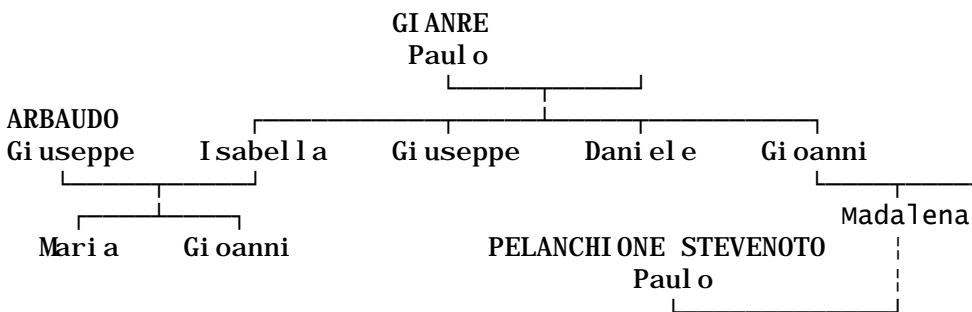 GIANRE
Paulo
ARBAUDO
Giuseppe Isabella Giuseppe Daniele Gioanni
Madalena
Maria Gioanni
PELANCHIONE STEVENOTO
Paulo